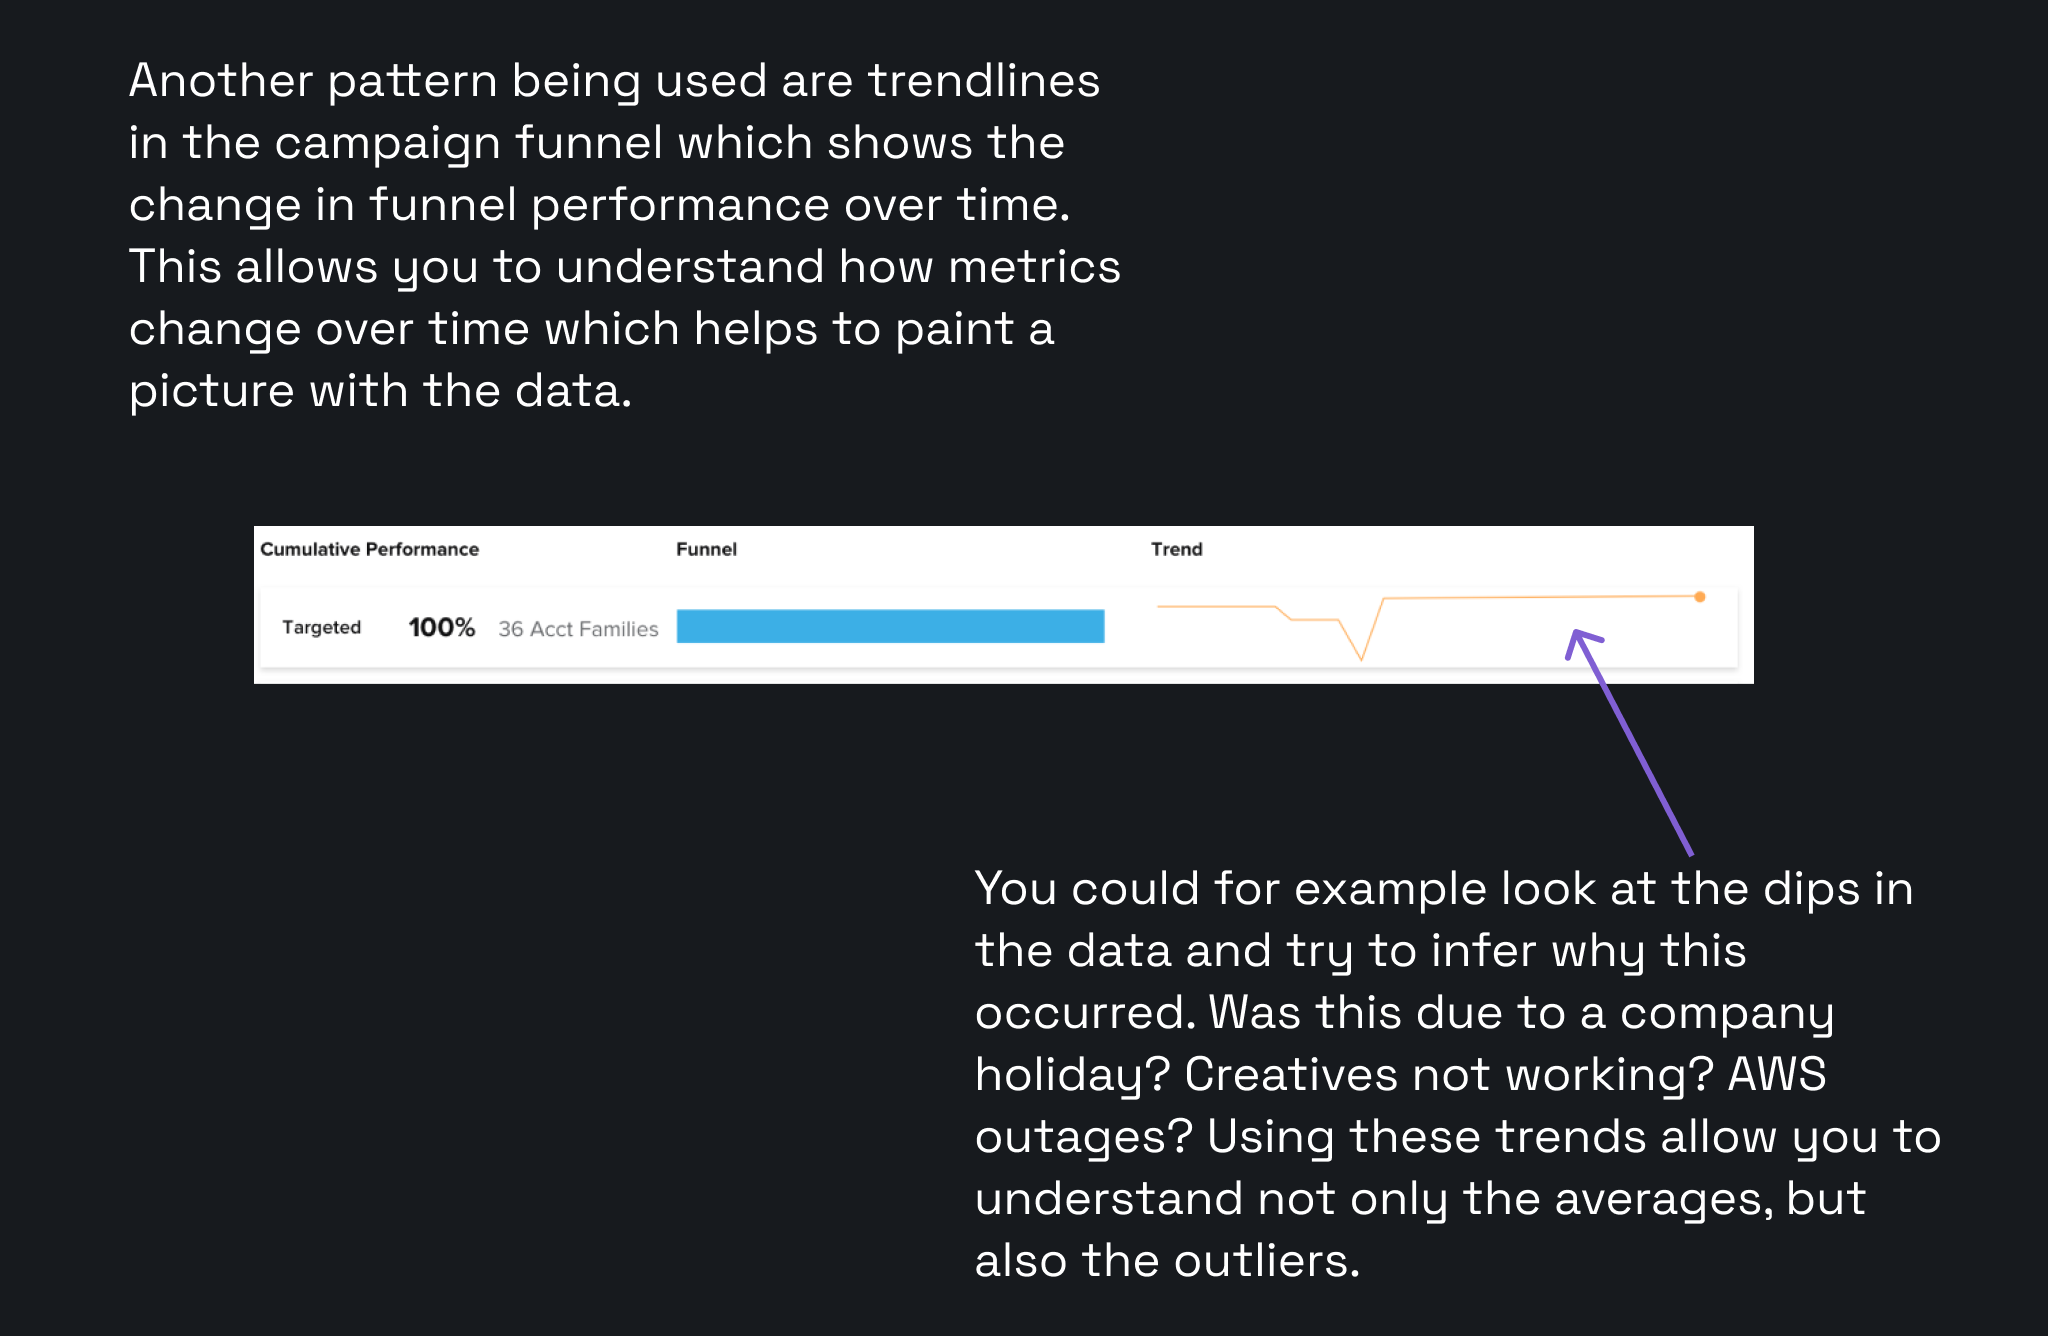 Another pattern being used are trendlines
in the campaign funnel which shows the
change in funnel performance over time.
This allows you to understand how metrics
change over time which helps to paint a
picture with the data.
Cumulative Performance Funnel Trend
Targeted 100% 36 Acct Families
You could for example look at the dips in
the data and try to infer why this
occurred. Was this due to a company
holiday? Creatives not working? AWS
outages? Using these trends allow you to
understand not only the averages, but
also the outliers.